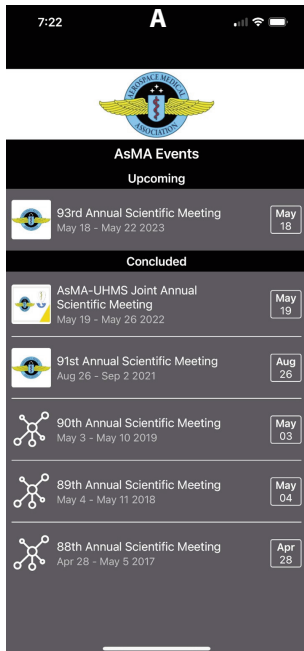 7:22
A
AEROSPACE MEDICAL
ASSOCIATION
AsMA Events
Upcoming
93rd Annual Scientific Meeting
May 18 - May 22 2023
May
18
Concluded
AsMA-UHMS Joint Annual
Scientific Meeting
May 19 - May 26 2022
May
19
91st Annual Scientific Meeting
Aug 26 - Sep 2 2021
Aug
26
90th Annual Scientific Meeting
May 3 - May 10 2019
May
03
89th Annual Scientific Meeting
May 4 - May 11 2018
May
04
88th Annual Scientific Meeting
Apr 28 - May 5 2017
Apr
28